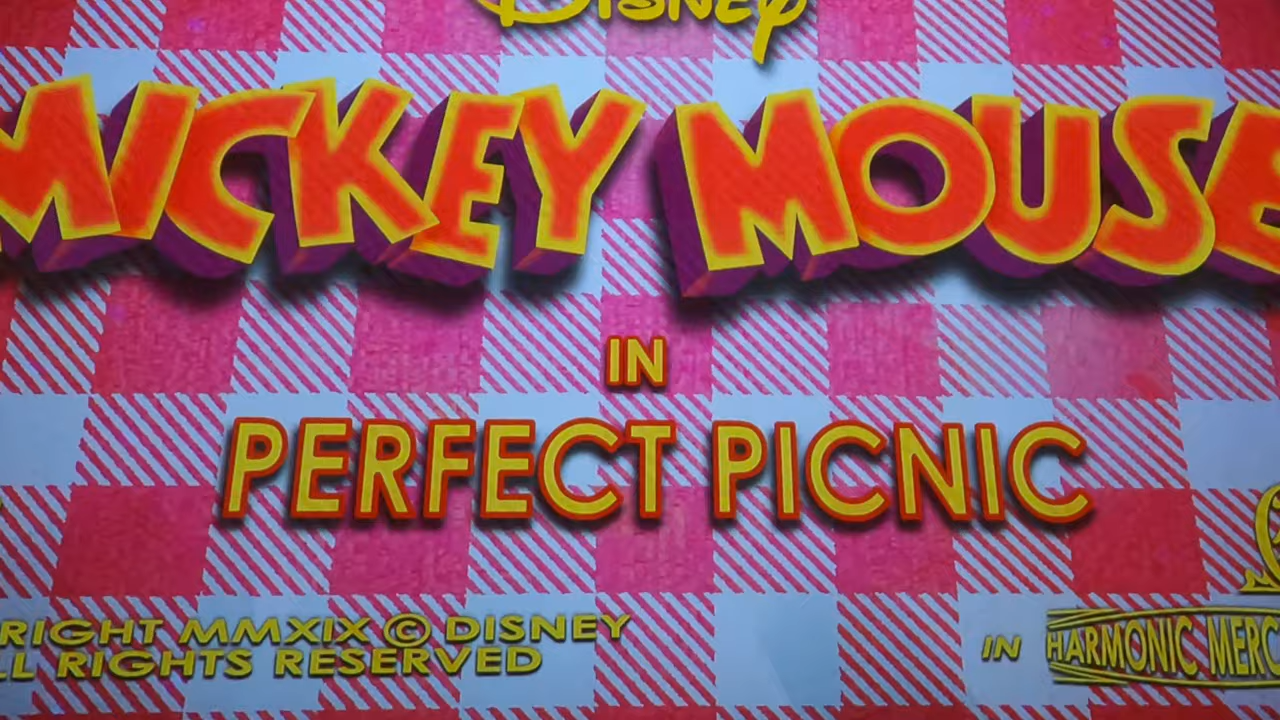 DISNEY
MICKEY MOUSE
IN
PERFECT PICNIC
RIGHT MMXIX © DISNEY
LL RIGHTS RESERVED
IN HARMONIC MERC